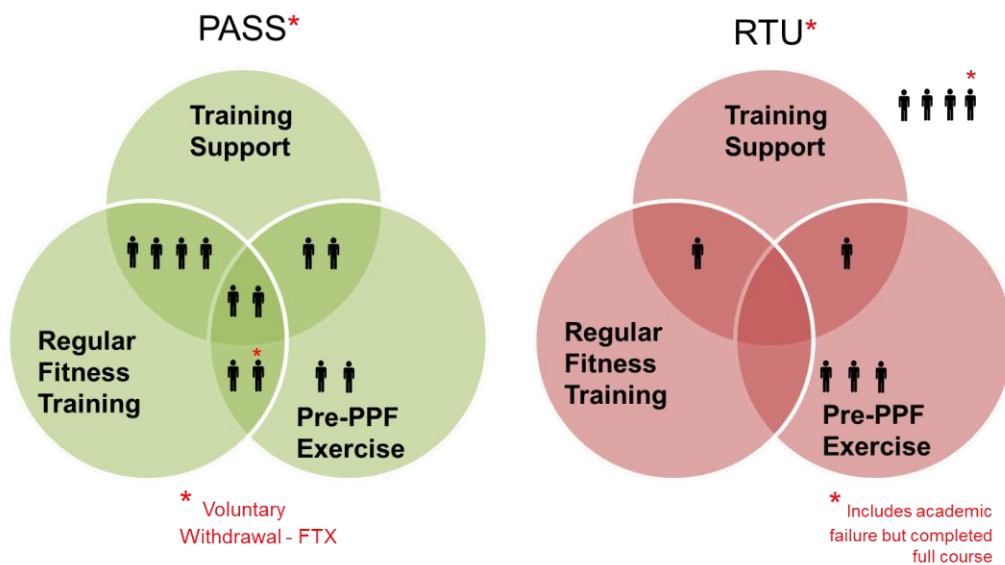 PASS*
RTU*
*
Training
Support
Training
Support
*
Regular
Fitness
Training
Pre-PPF
Exercise
Regular
Fitness
Training
Pre-PPF
Exercise
* Voluntary
Withdrawal - FTX
* Includes academic
failure but completed
full course